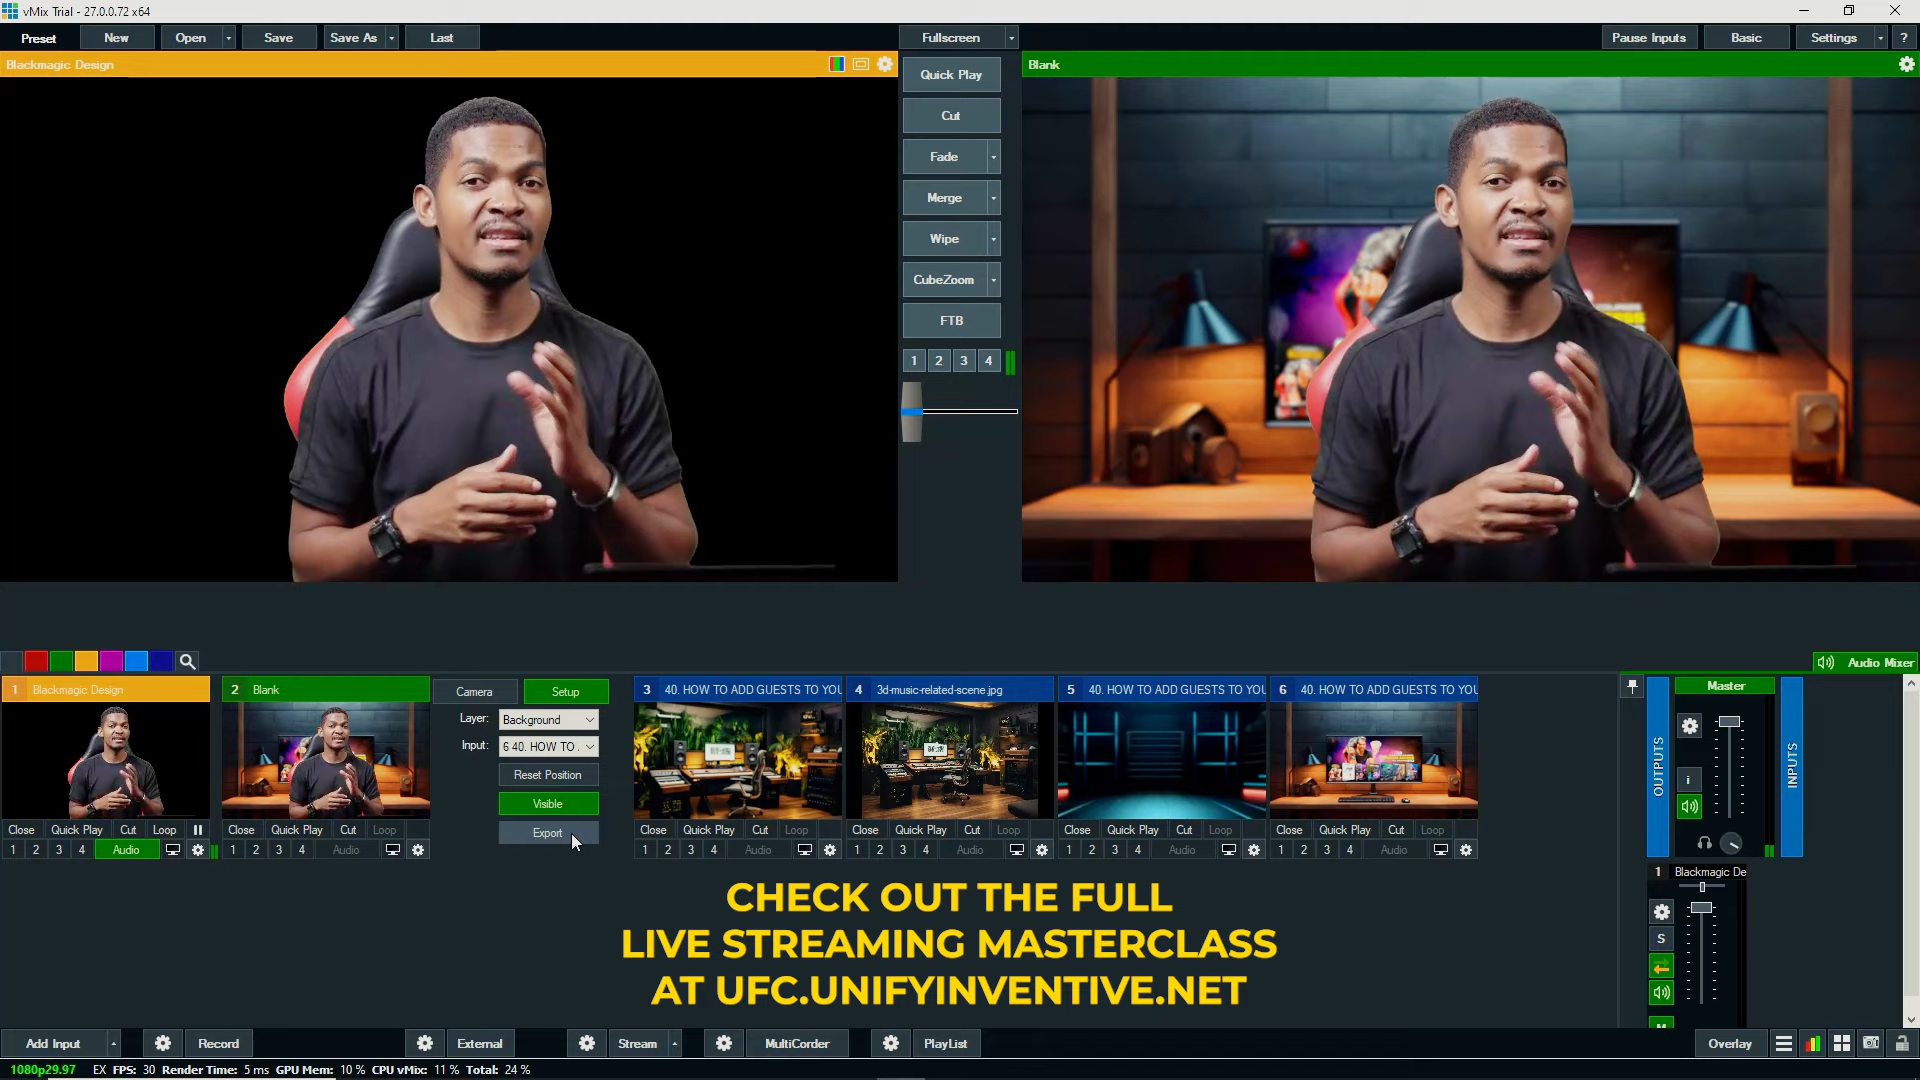 vMix Trial - 27.0.0.72 x64
Preset New Open Save Save As Last Fullscreen Pause Inputs Basic Settings ?
Blackmagic Design
Blank
Quick Play
Cut
Fade
Merge
Wipe
CubeZoom
FTB
1 2 3 4
Audio Mixer
1 Blackmagic Design
Close Quick Play Cut Loop
1 2 3 4 Audio
2 Blank
Close Quick Play Cut Loop
1 2 3 4 Audio
Camera Setup
Layer: Background
Input: 6 40. HOW TO .
Reset Position
Visible
Export
3 40. HOW TO ADD GUESTS TO YOU
Close Quick Play Cut Loop
1 2 3 4 Audio
4 3d-music-related-scene.jpg
Close Quick Play Cut Loop
1 2 3 4 Audio
5 40. HOW TO ADD GUESTS TO YOU
Close Quick Play Cut Loop
1 2 3 4 Audio
6 40. HOW TO ADD GUESTS TO YOU
Close Quick Play Cut Loop
1 2 3 4 Audio
OUTPUTS
Master
i
INPUTS
1 Blackmagic De
S
M
CHECK OUT THE FULL
LIVE STREAMING MASTERCLASS
AT UFC.UNIFYINVENTIVE.NET
Add Input Record External Stream MultiCorder PlayList Overlay
1080p29.97 EX FPS: 30 Render Time: 5 ms GPU Mem: 10 % CPU vMix: 11 % Total: 24 %